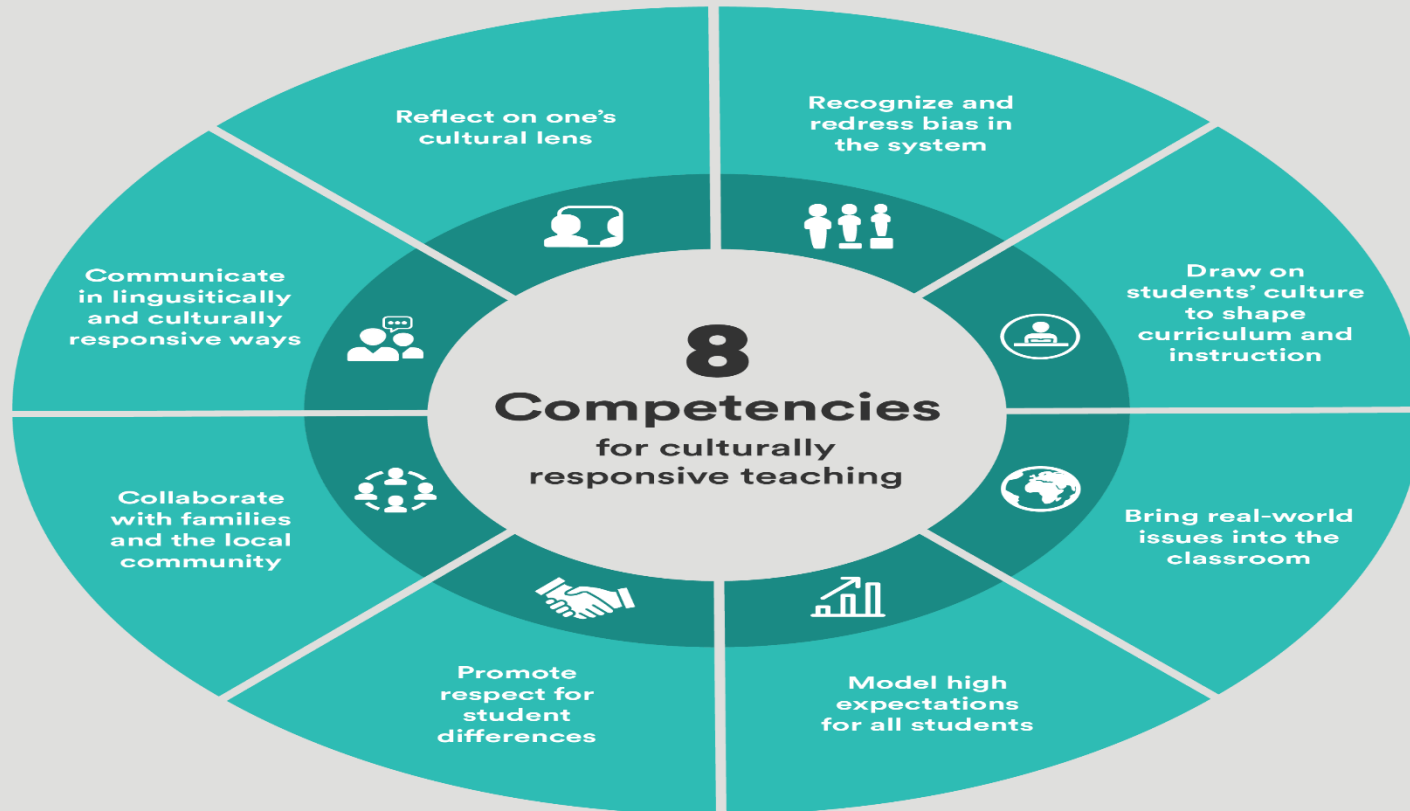 8
Competencies
for culturally
responsive teaching
Reflect on one’s
cultural lens
Recognize and
redress bias in
the system
Draw on
students’ culture
to shape
curriculum and
instruction
Bring real-world
issues into the
classroom
Model high
expectations
for all students
Promote
respect for
student
differences
Collaborate
with families
and the local
community
Communicate
in lingusitically
and culturally
responsive ways